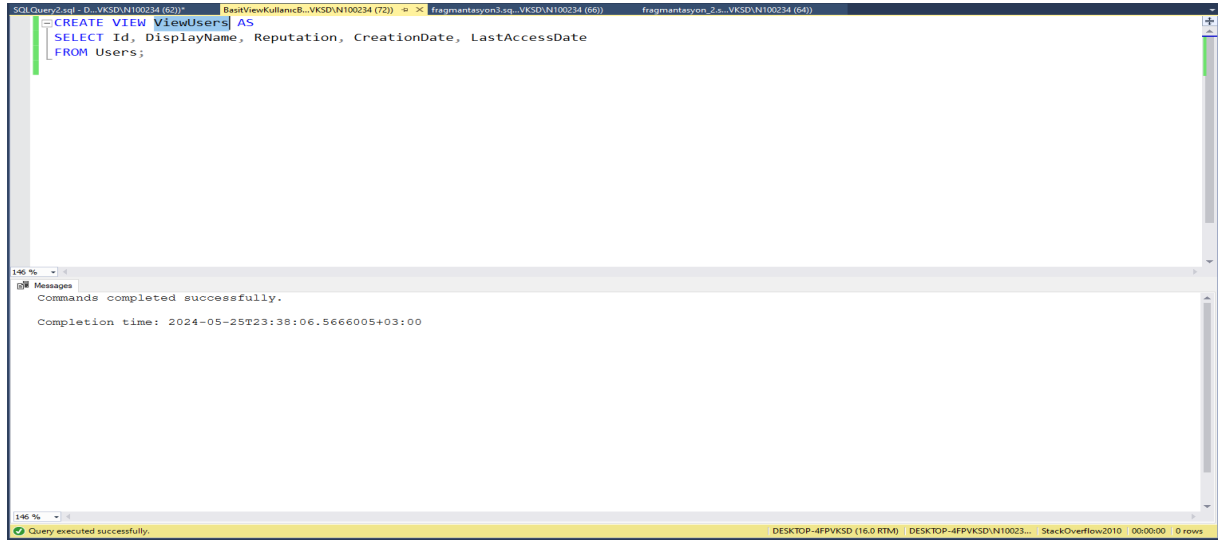 SQLQuery2.sql - D...VKSD\N100234 (62))* BasitViewKullanıcıB...VKSD\N100234 (72)) fragmantasyon3.sq...VKSD\N100234 (66)) fragmantasyon_2.s...VKSD\N100234 (64))
CREATE VIEW ViewUsers AS
SELECT Id, DisplayName, Reputation, CreationDate, LastAccessDate
FROM Users;
146 %
Messages
Commands completed successfully.
Completion time: 2024-05-25T23:38:06.5666005+03:00
146 %
Query executed successfully. DESKTOP-4FPVKSD (16.0 RTM) DESKTOP-4FPVKSD\N10023... StackOverflow2010 00:00:00 0 rows